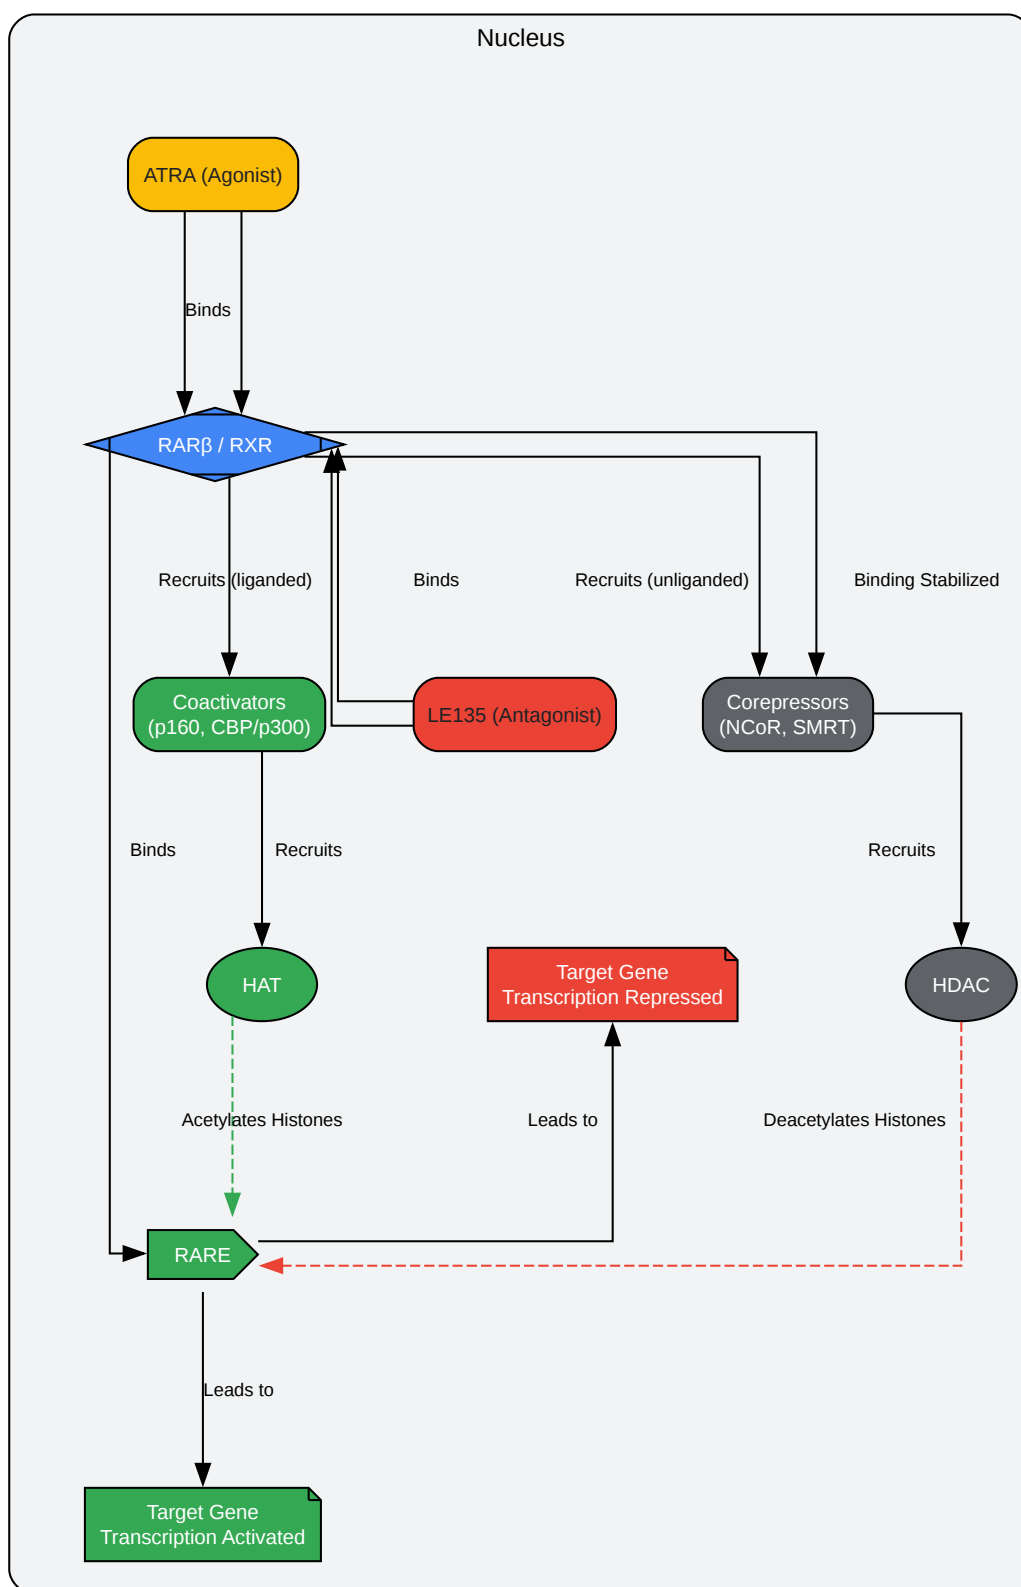 Nucleus
ATRA (Agonist)
Binds
RARβ / RXR
Recruits (liganded)
Binds
Recruits (unliganded)
Binding Stabilized
Coactivators
(p160, CBP/p300)
LE135 (Antagonist)
Corepressors
(NCoR, SMRT)
Binds
Recruits
Recruits
HAT
Target Gene
Transcription Repressed
HDAC
Acetylates Histones
Leads to
Deacetylates Histones
RARE
Leads to
Target Gene
Transcription Activated